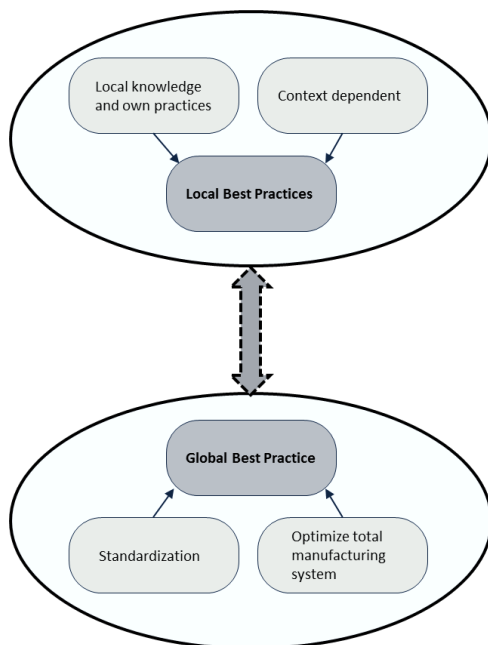 Local knowledge
and own practices
Context dependent
Local Best Practices
Global Best Practice
Standardization
Optimize total
manufacturing
system